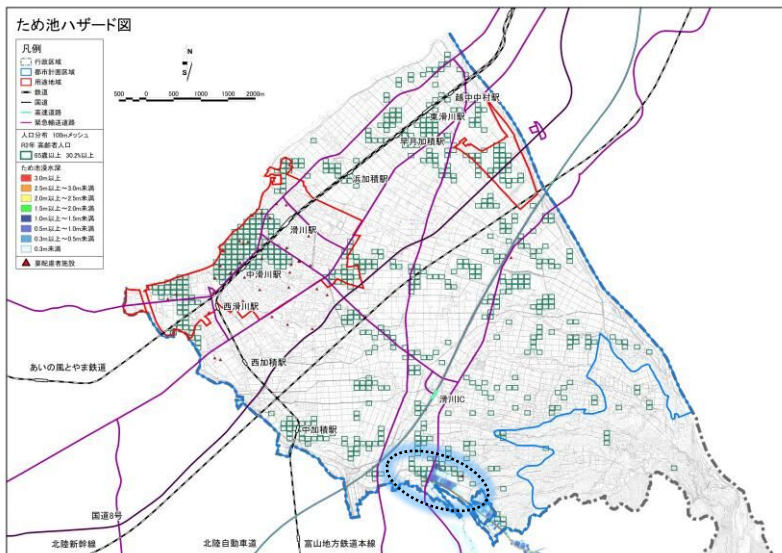 ため池ハザード図
凡例
行政区域
都市計画区域
用途地域
鉄道
国道
高速道路
緊急輸送道路
人口分布 100mメッシュ
R2年 高齢者人口
65歳以上 30.2%以上
ため池浸水深
3.0m以上
2.5m以上～3.0m未満
2.0m以上～2.5m未満
1.5m以上～2.0m未満
1.0m以上～1.5m未満
0.5m以上～1.0m未満
0.3m以上～0.5m未満
0.3m未満
要配慮者施設
N
S
500 0 500 1000 1500 2000m
越中中村駅
東滑川駅
早月加積駅
浜加積駅
滑川駅
中滑川駅
西滑川駅
西加積駅
あいの風とやま鉄道
滑川IC
中加積駅
国道8号
北陸新幹線
北陸自動車道
富山地方鉄道本線